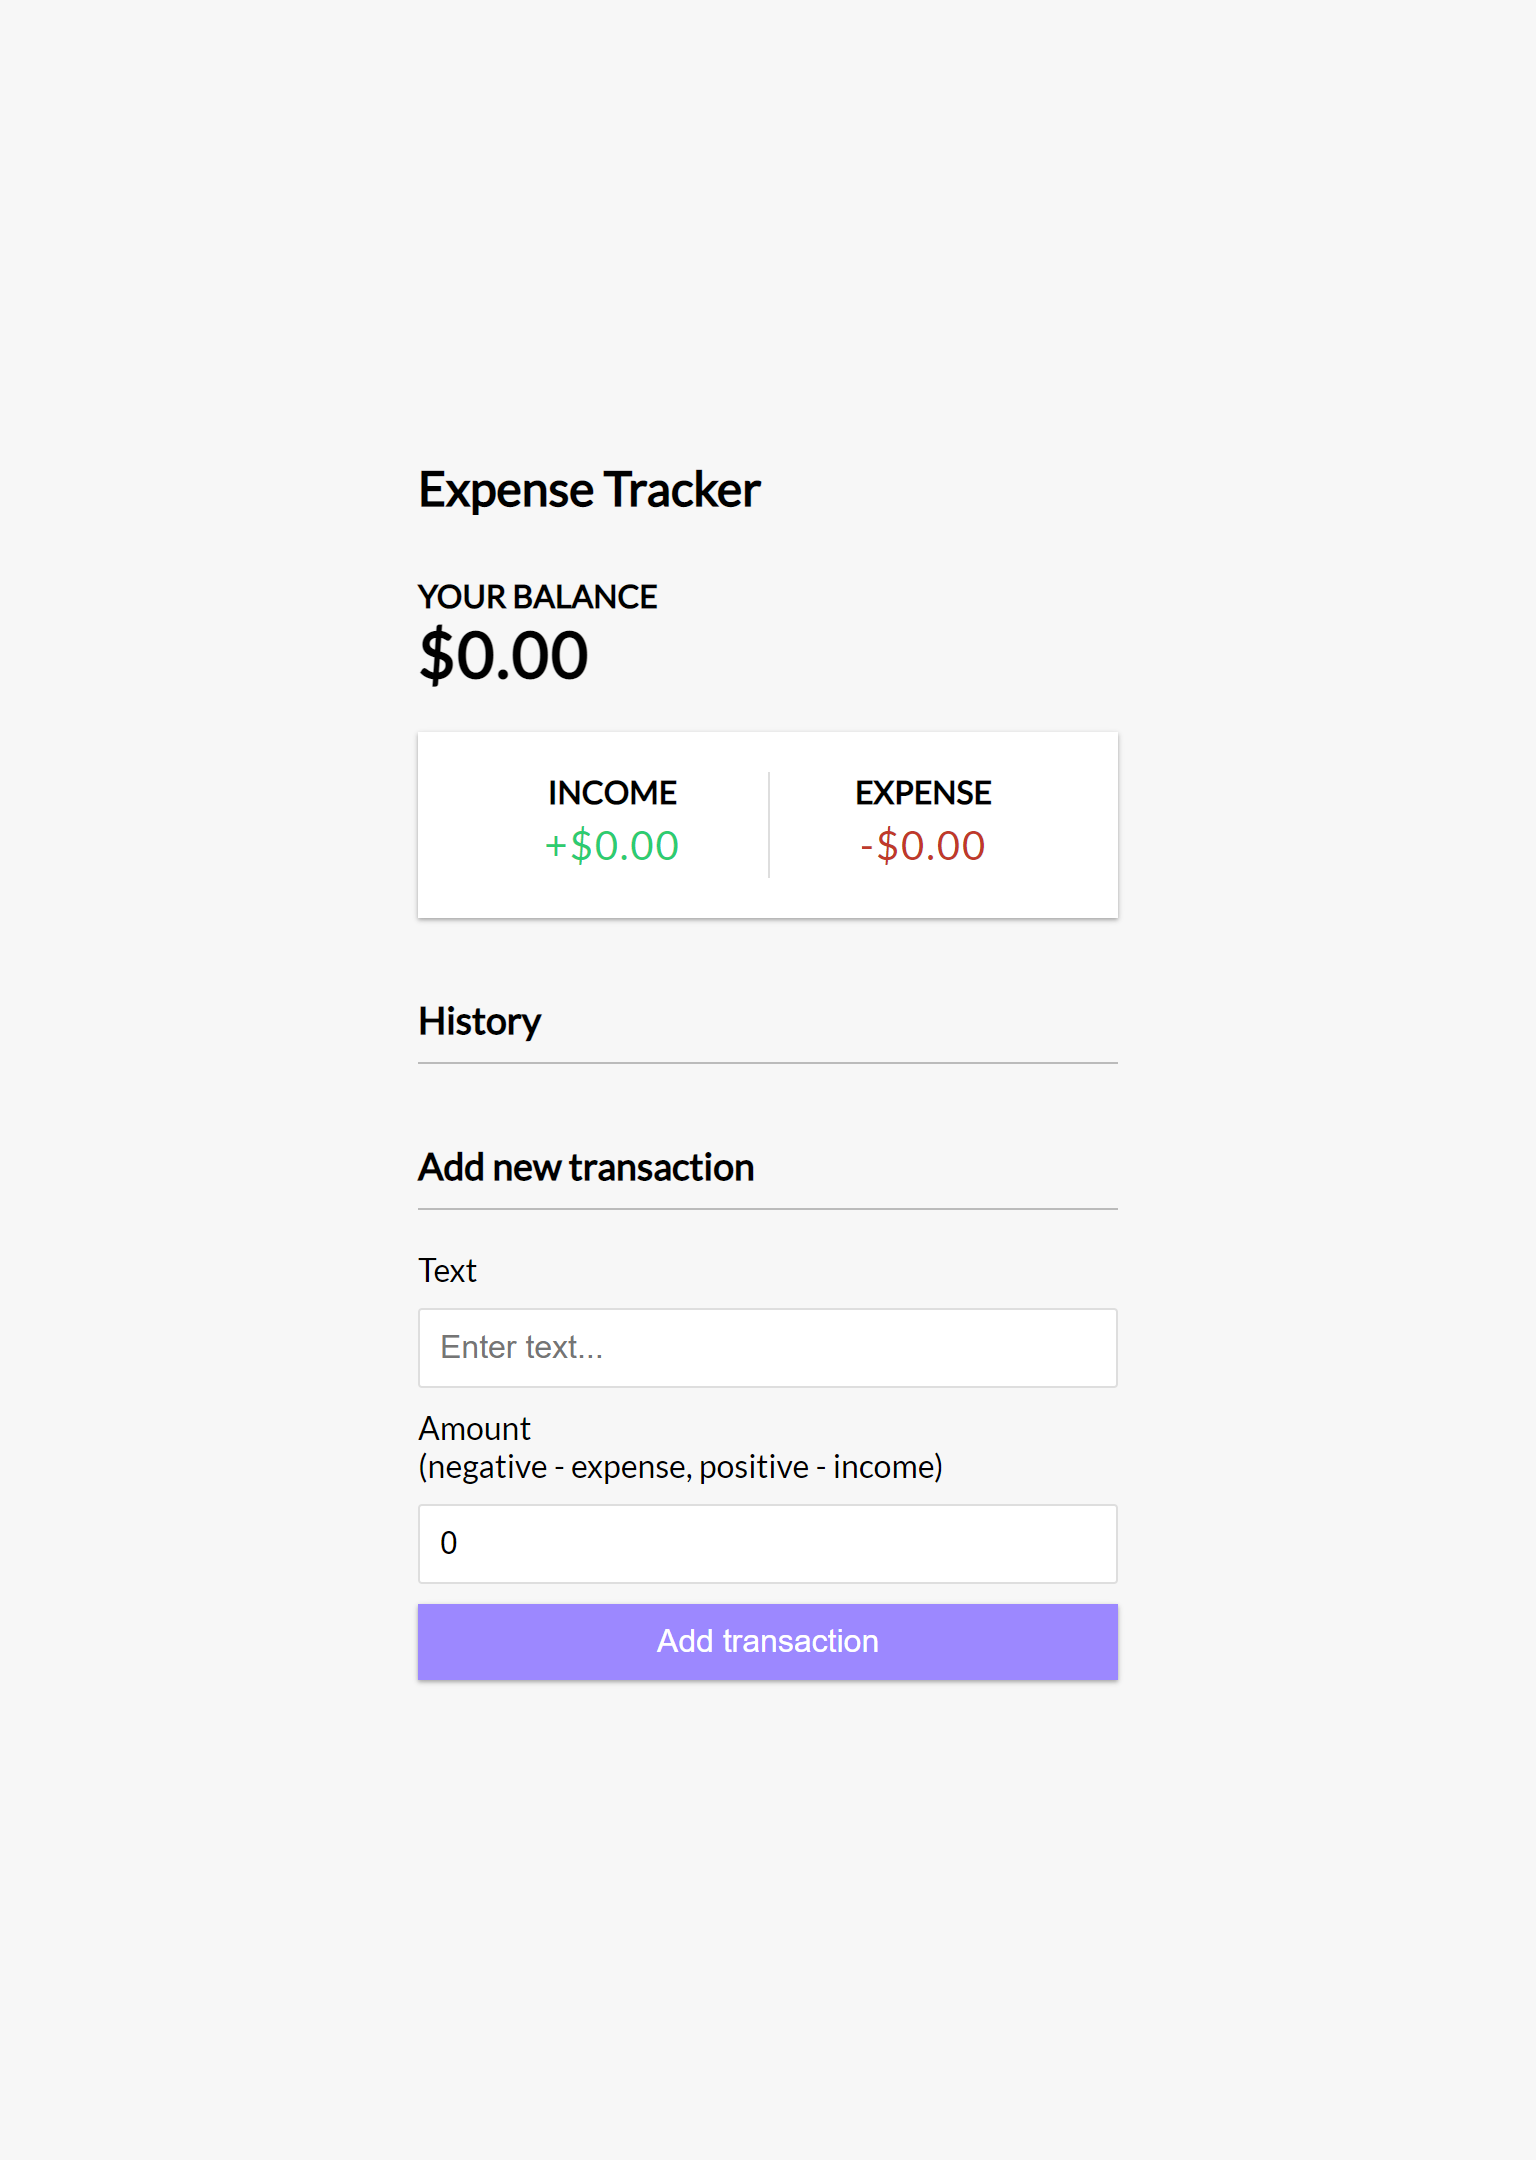 Expense Tracker
YOUR BALANCE
$0.00
INCOME
+$0.00
EXPENSE
-$0.00
History
Add new transaction
Text
Enter text...
Amount
(negative - expense, positive - income)
0
Add transaction